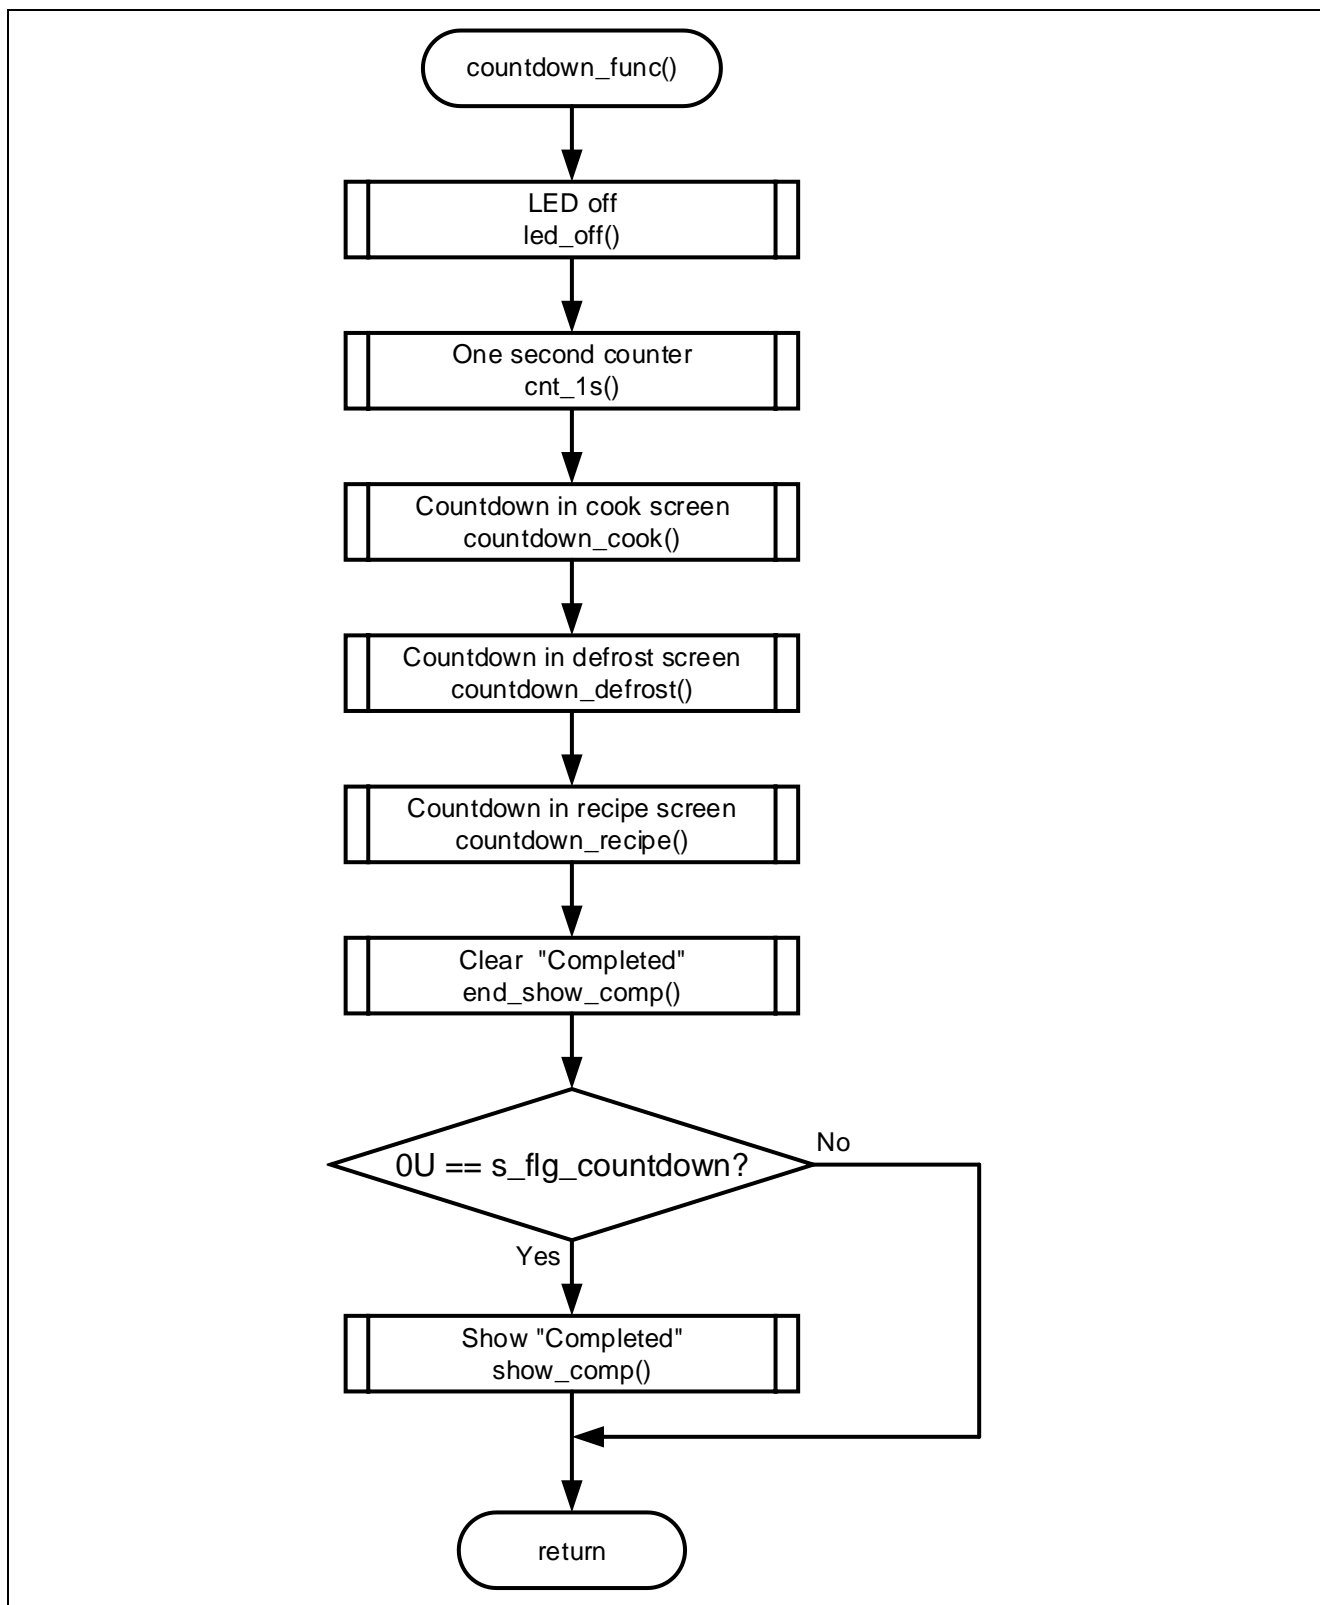 countdown_func()
LED off
led_off()
One second counter
cnt_1s()
Countdown in cook screen
countdown_cook()
Countdown in defrost screen
countdown_defrost()
Countdown in recipe screen
countdown_recipe()
Clear  "Completed"
end_show_comp()
0U == s_flg_countdown?
No
Yes
Show "Completed"
show_comp()
return